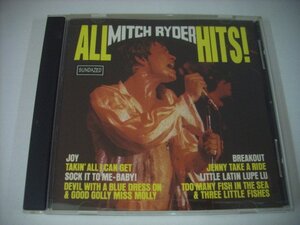 ALL MITCH RYDER HITS!
SUNDAZED
JOY
TAKIN' ALL I CAN GET
SOCK IT TO ME-BABY!
DEVIL WITH A BLUE DRESS ON
& GOOD GOLLY MISS MOLLY
BREAKOUT
JENNY TAKE A RIDE
LITTLE LATIN LUPE LU
TOO MANY FISH IN THE SEA
& THREE LITTLE FISHES